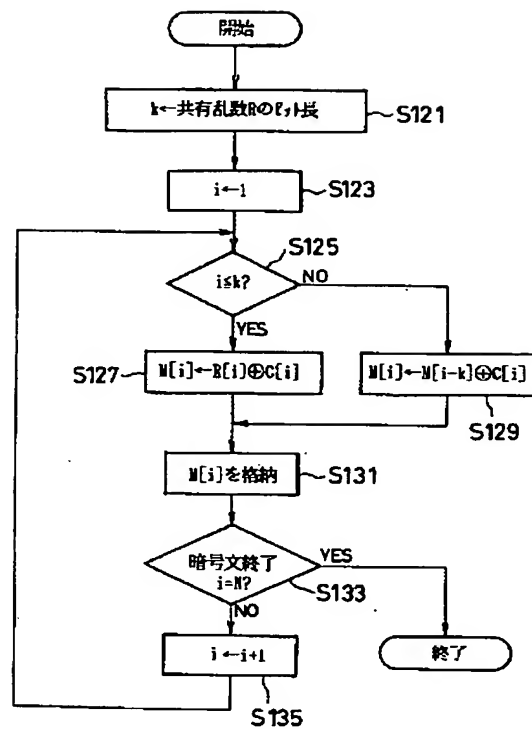 開始
k←共有乱数Rのビット長
S121
i←1
S123
S125
i≦k?
NO
YES
S127
M[i]←R[i]⊕C[i]
M[i]←M[i-k]⊕C[i]
S129
M[i]を格納
S131
暗号文終了
i=N?
YES
S133
NO
i←i+1
終了
S135